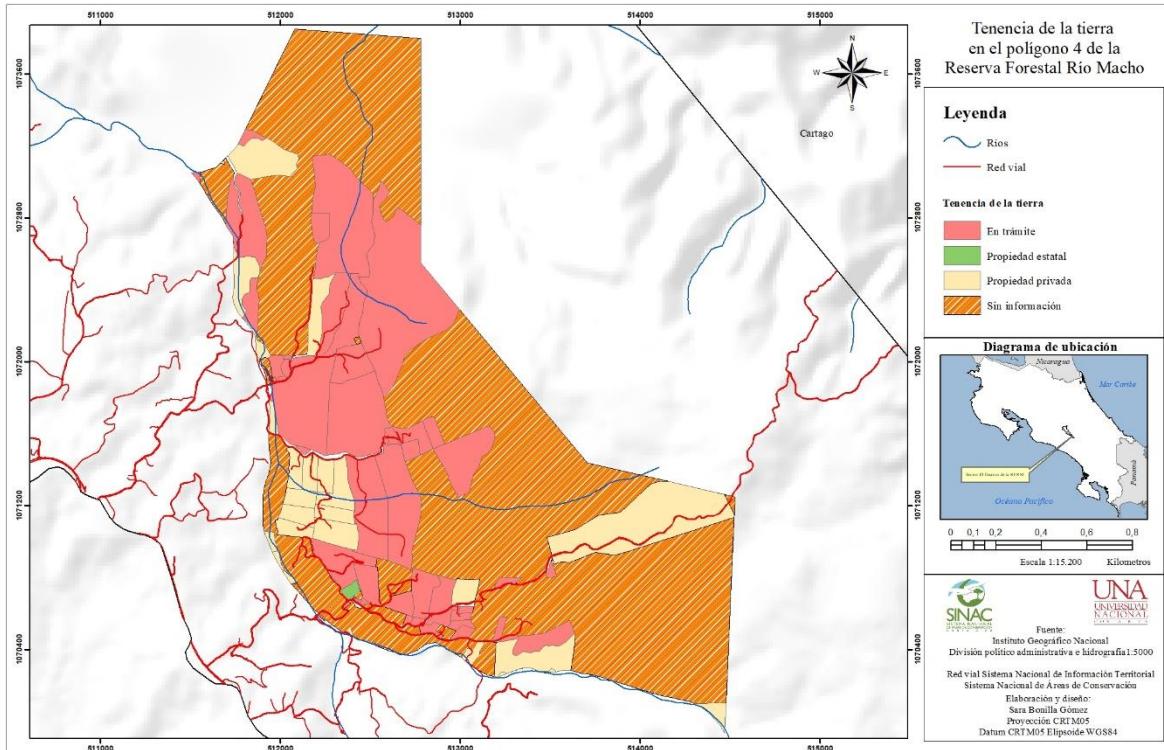 511000 512000 513000 514000 515000
1073600
1072800
1072000
1071200
1070400
1073600
1072800
1072000
1071200
1070400
511000 512000 513000 514000 515000
N
W E
S
Cartago
Tenencia de la tierra
en el polígono 4 de la
Reserva Forestal Río Macho
Leyenda
Ríos
Red vial
Tenencia de la tierra
En trámite
Propiedad estatal
Propiedad privada
Sin información
Diagrama de ubicación
Nicaragua
Mar Caribe
Panamá
Océano Pacífico
0 0,1 0,2 0,4 0,6 0,8
Escala 1:15.200 Kilometros
SINAC
UNA
UNIVERSIDAD
NACIONAL
COSTA RICA
Fuente:
Instituto Geográfico Nacional
División político administrativa e hidrografía1:5000
Red vial Sistema Nacional de Información Territorial
Sistema Nacional de Áreas de Conservación
Elaboración y diseño:
Sara Bonilla Gómez
Proyección CRTM05
Datum CRTM05 Elipsoide WGS84